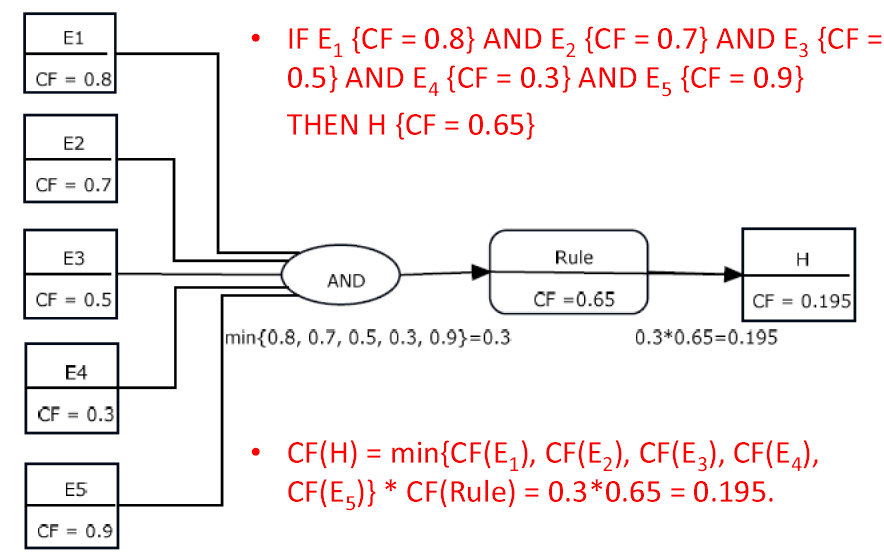 E1
CF = 0.8
• IF E₁ {CF = 0.8} AND E₂ {CF = 0.7} AND E₃ {CF =
0.5} AND E₄ {CF = 0.3} AND E₅ {CF = 0.9}
THEN H {CF = 0.65}
E2
CF = 0.7
E3
CF = 0.5
AND
Rule
CF =0.65
H
CF = 0.195
min{0.8, 0.7, 0.5, 0.3, 0.9}=0.3
0.3*0.65=0.195
E4
CF = 0.3
• CF(H) = min{CF(E₁), CF(E₂), CF(E₃), CF(E₄),
CF(E₅)} * CF(Rule) = 0.3*0.65 = 0.195.
E5
CF = 0.9